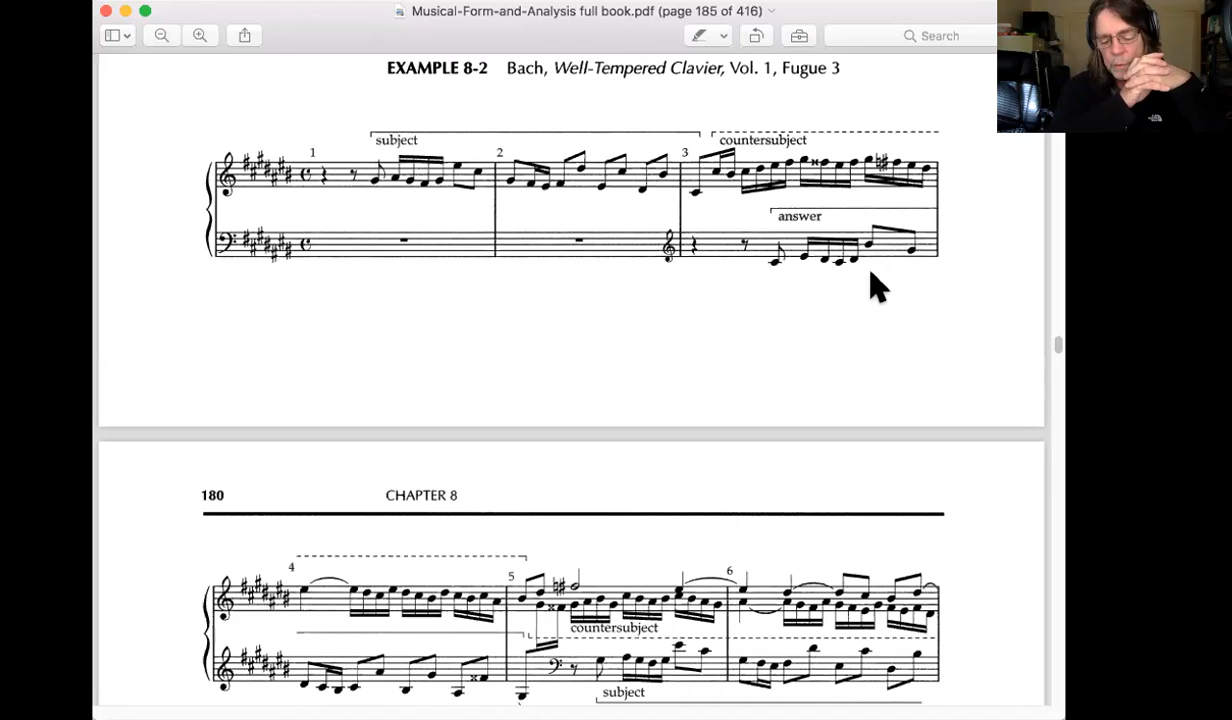 Musical-Form-and-Analysis full book.pdf (page 185 of 416)
Search
EXAMPLE 8-2 Bach, Well-Tempered Clavier, Vol. 1, Fugue 3
subject
countersubject
1
2
3
answer
180
CHAPTER 8
4
5
6
countersubject
subject